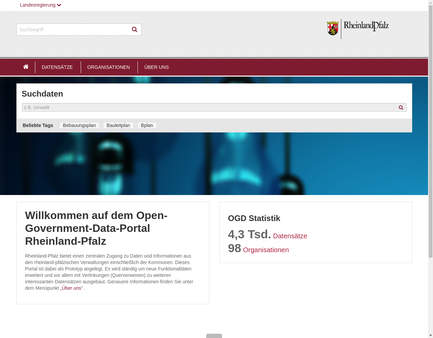 Landesregierung
Suchbegriff
RheinlandPfalz
DATENSÄTZE
ORGANISATIONEN
ÜBER UNS
Suchdaten
z.B. Umwelt
Beliebte Tags
Bebauungsplan
Bauleitplan
Bplan
Willkommen auf dem Open-
Government-Data-Portal
Rheinland-Pfalz
Rheinland-Pfalz bietet einen zentralen Zugang zu Daten und Informationen aus
den rheinland-pfälzischen Verwaltungen einschließlich der Kommunen. Dieses
Portal ist dabei als Prototyp angelegt. Es wird ständig um neue Funktionalitäten
erweitert und vor allem mit Verlinkungen (Querverweisen) zu weiteren
interessanten Datensätzen ausgebaut. Genauere Informationen finden Sie unter
dem Menüpunkt „Über uns“
OGD Statistik
4,3 Tsd. Datensätze
98 Organisationen